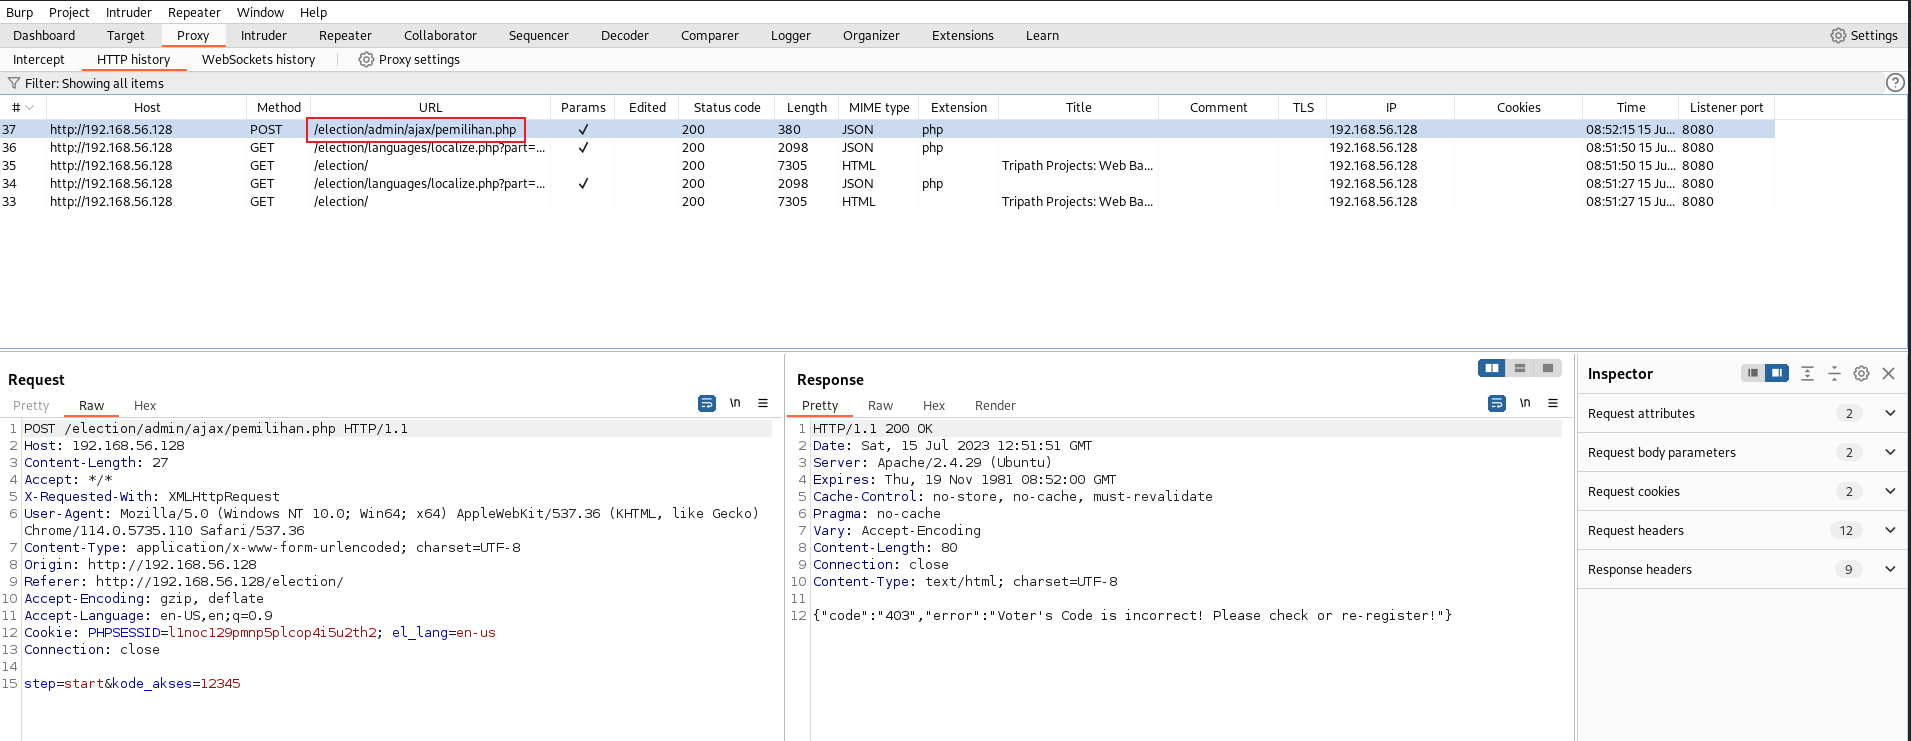 Burp Project Intruder Repeater Window Help
Dashboard Target Proxy Intruder Repeater Collaborator Sequencer Decoder Comparer Logger Organizer Extensions Learn Settings
Intercept HTTP history WebSockets history Proxy settings
Filter: Showing all items ?
# Host Method URL Params Edited Status code Length MIME type Extension Title Comment TLS IP Cookies Time Listener port
37 http://192.168.56.128 POST /election/admin/ajax/pemilihan.php ✓ 200 380 JSON php 192.168.56.128 08:52:15 15 Ju... 8080
36 http://192.168.56.128 GET /election/languages/localize.php?part=... ✓ 200 2098 JSON php 192.168.56.128 08:51:50 15 Ju... 8080
35 http://192.168.56.128 GET /election/ 200 7305 HTML Tripath Projects: Web Ba... 192.168.56.128 08:51:50 15 Ju... 8080
34 http://192.168.56.128 GET /election/languages/localize.php?part=... ✓ 200 2098 JSON php 192.168.56.128 08:51:27 15 Ju... 8080
33 http://192.168.56.128 GET /election/ 200 7305 HTML Tripath Projects: Web Ba... 192.168.56.128 08:51:27 15 Ju... 8080
Request
Pretty Raw Hex \n
1 POST /election/admin/ajax/pemilihan.php HTTP/1.1
2 Host: 192.168.56.128
3 Content-Length: 27
4 Accept: */*
5 X-Requested-With: XMLHttpRequest
6 User-Agent: Mozilla/5.0 (Windows NT 10.0; Win64; x64) AppleWebKit/537.36 (KHTML, like Gecko)
Chrome/114.0.5735.110 Safari/537.36
7 Content-Type: application/x-www-form-urlencoded; charset=UTF-8
8 Origin: http://192.168.56.128
9 Referer: http://192.168.56.128/election/
10 Accept-Encoding: gzip, deflate
11 Accept-Language: en-US,en;q=0.9
12 Cookie: PHPSESSID=l1noc129pmnp5plcop4i5u2th2; el_lang=en-us
13 Connection: close
14
15 step=start&kode_akses=12345
Response
Pretty Raw Hex Render \n
1 HTTP/1.1 200 OK
2 Date: Sat, 15 Jul 2023 12:51:51 GMT
3 Server: Apache/2.4.29 (Ubuntu)
4 Expires: Thu, 19 Nov 1981 08:52:00 GMT
5 Cache-Control: no-store, no-cache, must-revalidate
6 Pragma: no-cache
7 Vary: Accept-Encoding
8 Content-Length: 80
9 Connection: close
10 Content-Type: text/html; charset=UTF-8
11
12 {"code":"403","error":"Voter's Code is incorrect! Please check or re-register!"}
Inspector
Request attributes 2
Request body parameters 2
Request cookies 2
Request headers 12
Response headers 9